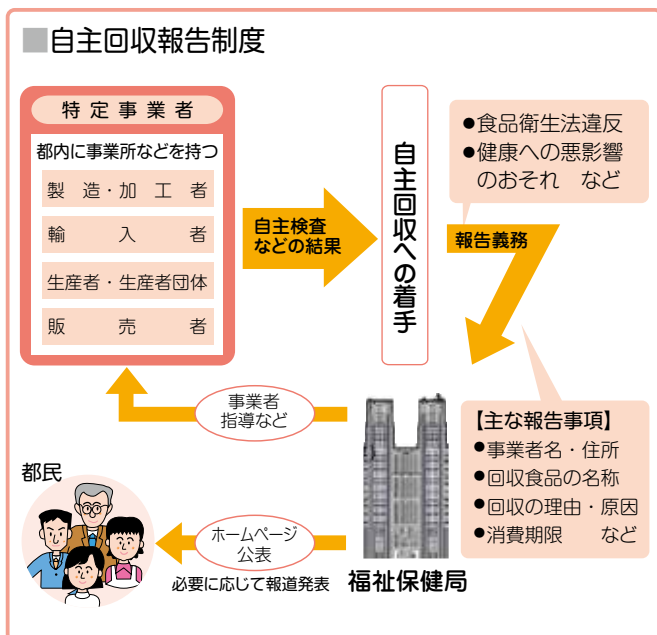 ■自主回収報告制度
特定事業者
都内に事業所などを持つ
製造・加工者
輸入者
生産者・生産者団体
販売者
自主検査
などの結果
自主回収への着手
●食品衛生法違反
●健康への悪影響
のおそれ など
報告義務
【主な報告事項】
●事業者名・住所
●回収食品の名称
●回収の理由・原因
●消費期限 など
事業者
指導など
都民
ホームページ
公表
必要に応じて報道発表
福祉保健局